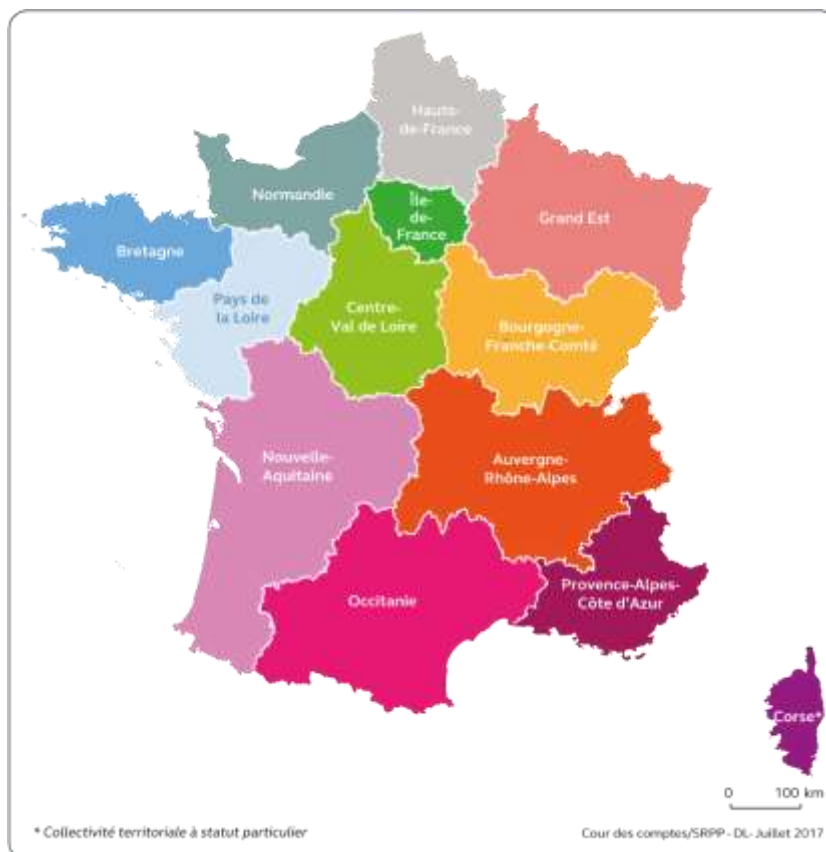 Hauts-
de-France
Normandie
Île-
de-
France
Grand Est
Bretagne
Pays de
la Loire
Centre-
Val de Loire
Bourgogne-
Franche-Comté
Nouvelle-
Aquitaine
Auvergne-
Rhône-Alpes
Occitanie
Provence-Alpes-
Côte d'Azur
Corse*
0 100 km
* Collectivité territoriale à statut particulier
Cour des comptes/SRPP - DL- Juillet 2017